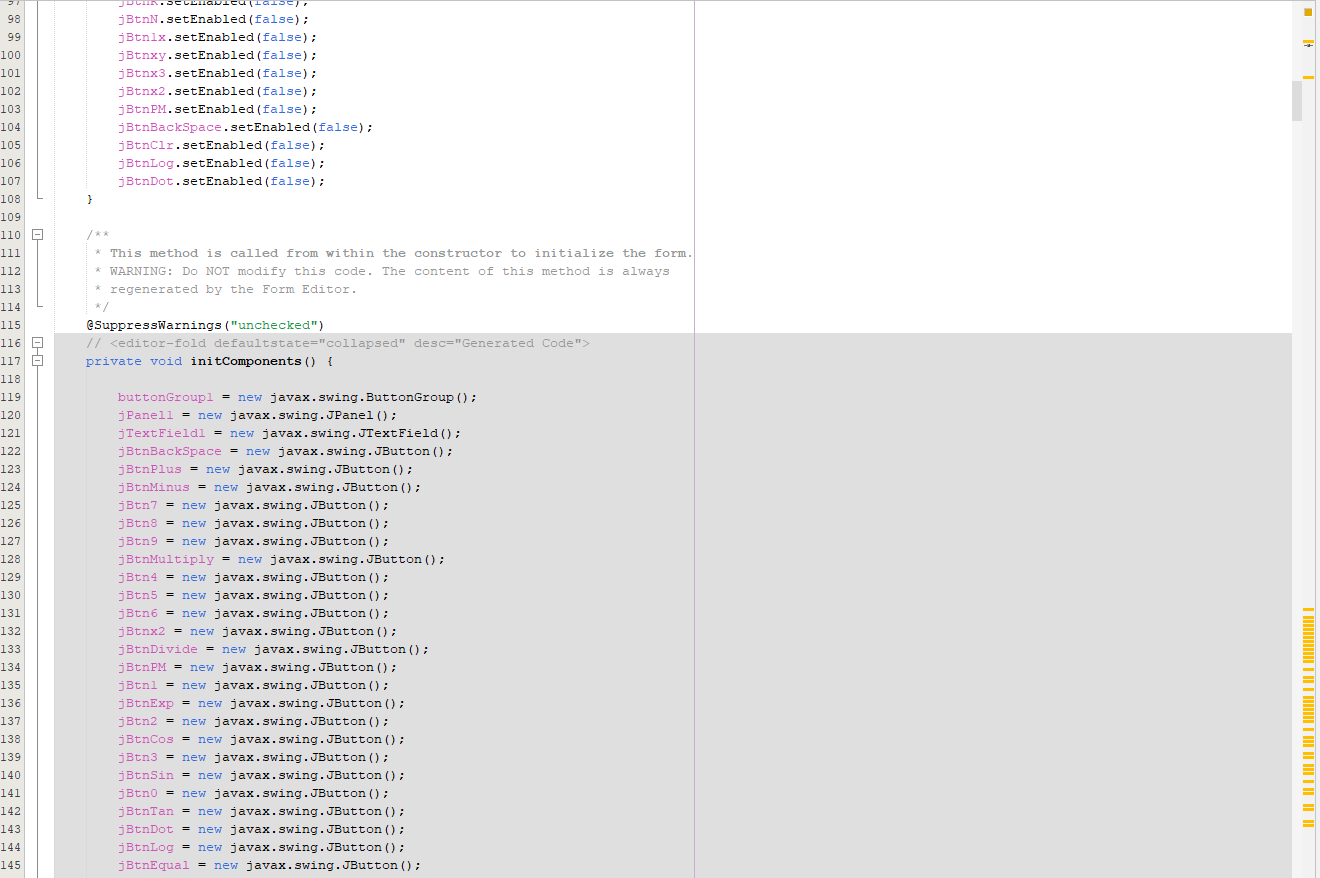 97 jBtnR.setEnabled(false);
98 jBtnN.setEnabled(false);
99 jBtn1x.setEnabled(false);
100 jBtnxy.setEnabled(false);
101 jBtnx3.setEnabled(false);
102 jBtnx2.setEnabled(false);
103 jBtnPM.setEnabled(false);
104 jBtnBackSpace.setEnabled(false);
105 jBtnClr.setEnabled(false);
106 jBtnLog.setEnabled(false);
107 jBtnDot.setEnabled(false);
108 }
109
110 /**
111 * This method is called from within the constructor to initialize the form.
112 * WARNING: Do NOT modify this code. The content of this method is always
113 * regenerated by the Form Editor.
114 */
115 @SuppressWarnings("unchecked")
116 // <editor-fold defaultstate="collapsed" desc="Generated Code">
117 private void initComponents() {
118
119 buttonGroup1 = new javax.swing.ButtonGroup();
120 jPanel1 = new javax.swing.JPanel();
121 jTextField1 = new javax.swing.JTextField();
122 jBtnBackSpace = new javax.swing.JButton();
123 jBtnPlus = new javax.swing.JButton();
124 jBtnMinus = new javax.swing.JButton();
125 jBtn7 = new javax.swing.JButton();
126 jBtn8 = new javax.swing.JButton();
127 jBtn9 = new javax.swing.JButton();
128 jBtnMultiply = new javax.swing.JButton();
129 jBtn4 = new javax.swing.JButton();
130 jBtn5 = new javax.swing.JButton();
131 jBtn6 = new javax.swing.JButton();
132 jBtnx2 = new javax.swing.JButton();
133 jBtnDivide = new javax.swing.JButton();
134 jBtnPM = new javax.swing.JButton();
135 jBtn1 = new javax.swing.JButton();
136 jBtnExp = new javax.swing.JButton();
137 jBtn2 = new javax.swing.JButton();
138 jBtnCos = new javax.swing.JButton();
139 jBtn3 = new javax.swing.JButton();
140 jBtnSin = new javax.swing.JButton();
141 jBtn0 = new javax.swing.JButton();
142 jBtnTan = new javax.swing.JButton();
143 jBtnDot = new javax.swing.JButton();
144 jBtnLog = new javax.swing.JButton();
145 jBtnEqual = new javax.swing.JButton();